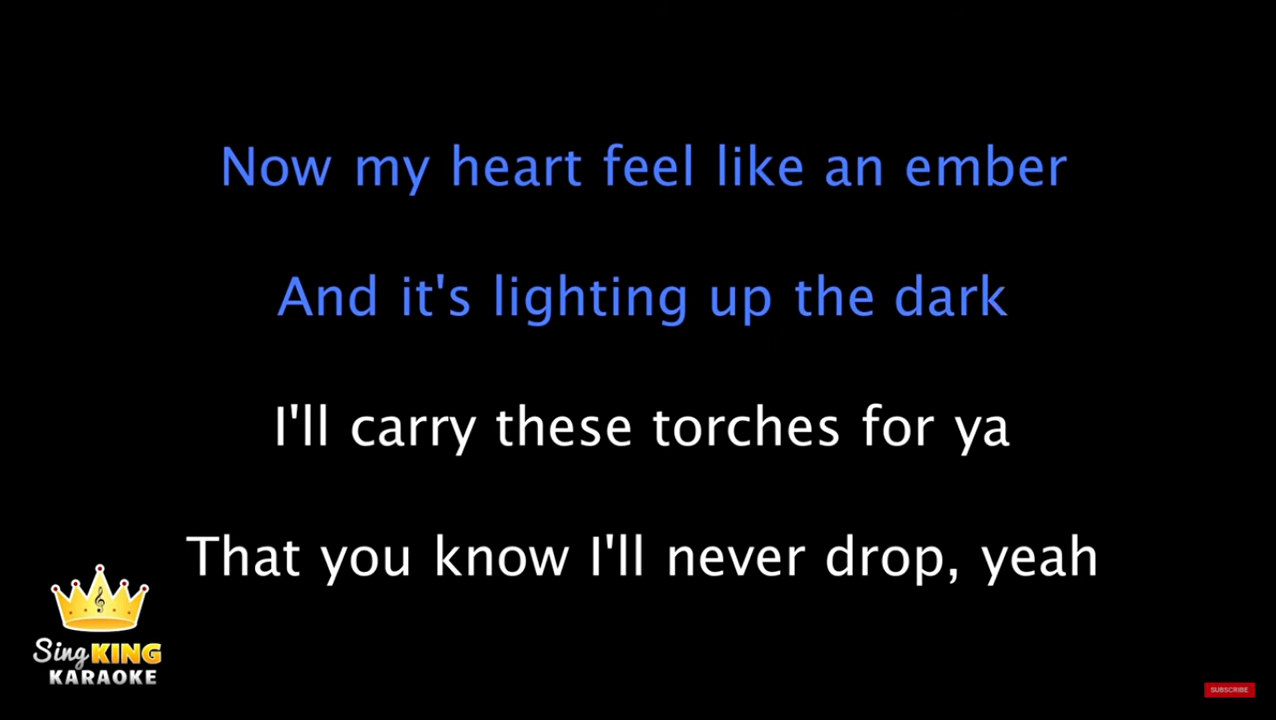 Now my heart feel like an ember
And it's lighting up the dark
I'll carry these torches for ya
That you know I'll never drop, yeah
Sing KING
KARAOKE
SUBSCRIBE